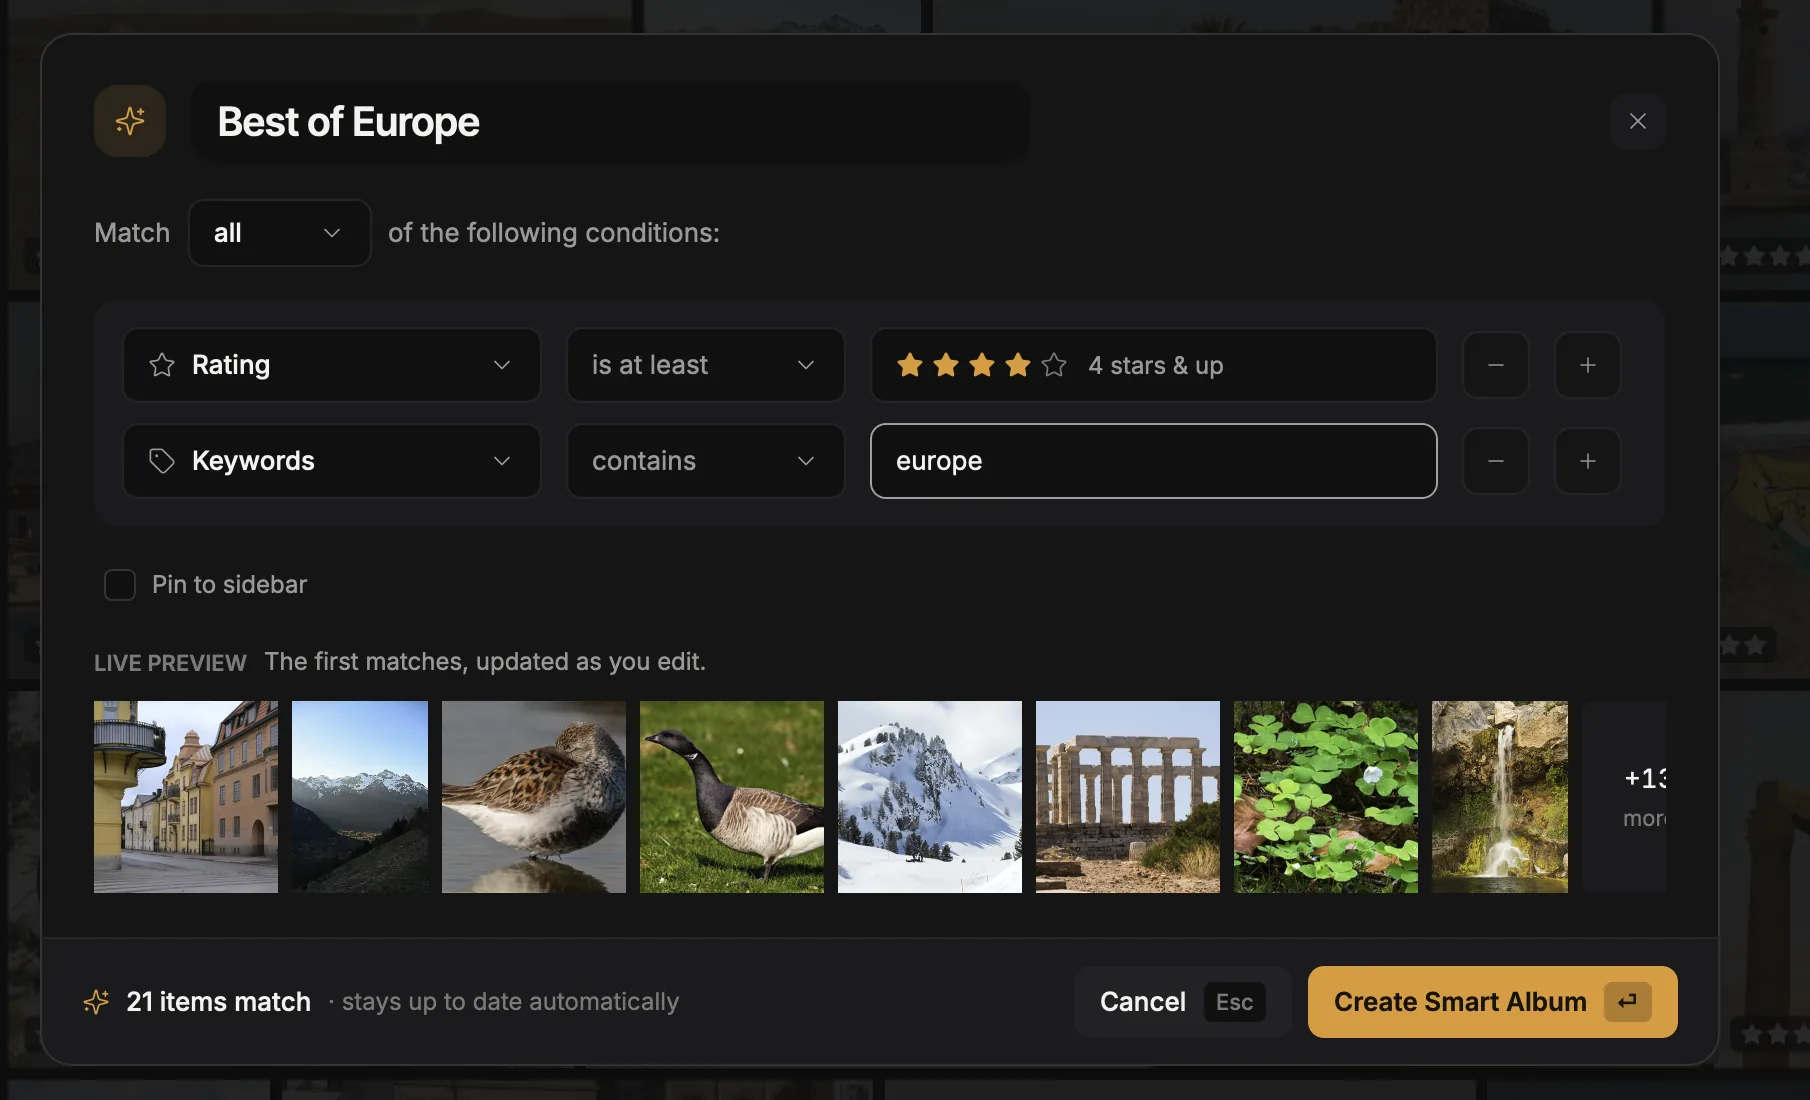 Best of Europe
Match all of the following conditions:
Rating is at least 4 stars & up
Keywords contains europe
Pin to sidebar
LIVE PREVIEW The first matches, updated as you edit.
+13
more
21 items match · stays up to date automatically
Cancel Esc Create Smart Album